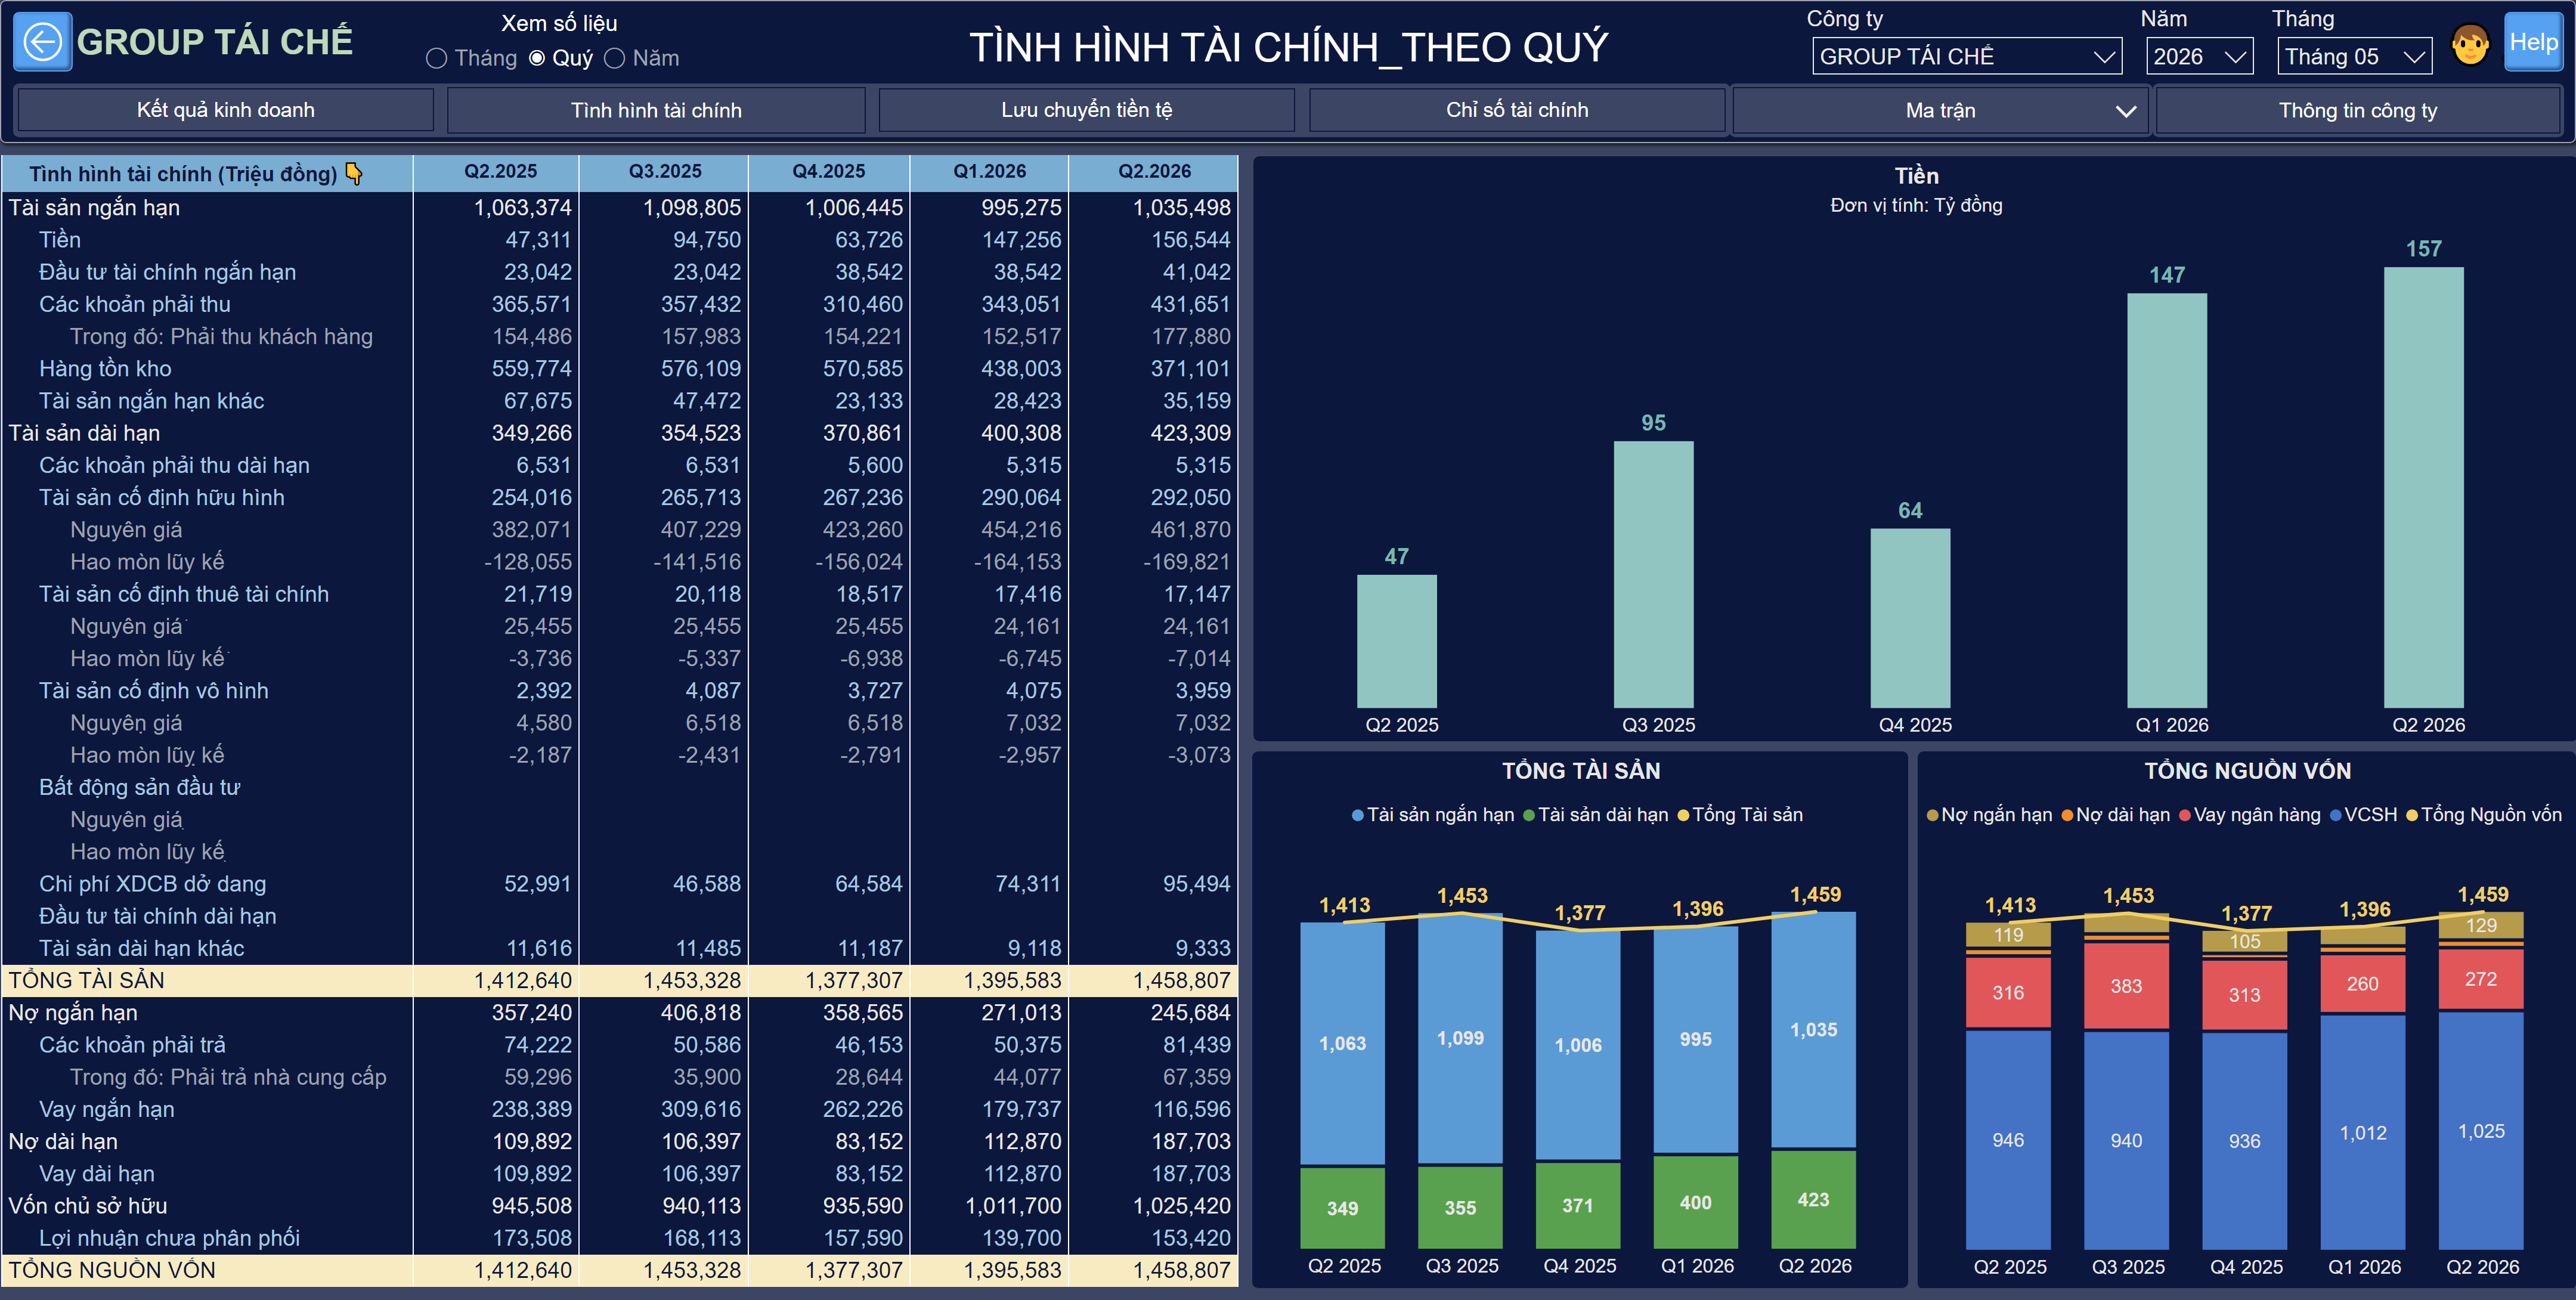 GROUP TÁI CHẾ
Xem số liệu
Tháng Quý Năm
TÌNH HÌNH TÀI CHÍNH_THEO QUÝ
Công ty
GROUP TÁI CHẾ
Năm
2026
Tháng
Tháng 05
Help
Kết quả kinh doanh
Tình hình tài chính
Lưu chuyển tiền tệ
Chỉ số tài chính
Ma trận
Thông tin công ty
Tình hình tài chính (Triệu đồng) Q2.2025 Q3.2025 Q4.2025 Q1.2026 Q2.2026
Tài sản ngắn hạn 1,063,374 1,098,805 1,006,445 995,275 1,035,498
Tiền 47,311 94,750 63,726 147,256 156,544
Đầu tư tài chính ngắn hạn 23,042 23,042 38,542 38,542 41,042
Các khoản phải thu 365,571 357,432 310,460 343,051 431,651
Trong đó: Phải thu khách hàng 154,486 157,983 154,221 152,517 177,880
Hàng tồn kho 559,774 576,109 570,585 438,003 371,101
Tài sản ngắn hạn khác 67,675 47,472 23,133 28,423 35,159
Tài sản dài hạn 349,266 354,523 370,861 400,308 423,309
Các khoản phải thu dài hạn 6,531 6,531 5,600 5,315 5,315
Tài sản cố định hữu hình 254,016 265,713 267,236 290,064 292,050
Nguyên giá 382,071 407,229 423,260 454,216 461,870
Hao mòn lũy kế -128,055 -141,516 -156,024 -164,153 -169,821
Tài sản cố định thuê tài chính 21,719 20,118 18,517 17,416 17,147
Nguyên giá 25,455 25,455 25,455 24,161 24,161
Hao mòn lũy kế -3,736 -5,337 -6,938 -6,745 -7,014
Tài sản cố định vô hình 2,392 4,087 3,727 4,075 3,959
Nguyên giá 4,580 6,518 6,518 7,032 7,032
Hao mòn lũy kế -2,187 -2,431 -2,791 -2,957 -3,073
Bất động sản đầu tư
Nguyên giá
Hao mòn lũy kế
Chi phí XDCB dở dang 52,991 46,588 64,584 74,311 95,494
Đầu tư tài chính dài hạn
Tài sản dài hạn khác 11,616 11,485 11,187 9,118 9,333
TỔNG TÀI SẢN 1,412,640 1,453,328 1,377,307 1,395,583 1,458,807
Nợ ngắn hạn 357,240 406,818 358,565 271,013 245,684
Các khoản phải trả 74,222 50,586 46,153 50,375 81,439
Trong đó: Phải trả nhà cung cấp 59,296 35,900 28,644 44,077 67,359
Vay ngắn hạn 238,389 309,616 262,226 179,737 116,596
Nợ dài hạn 109,892 106,397 83,152 112,870 187,703
Vay dài hạn 109,892 106,397 83,152 112,870 187,703
Vốn chủ sở hữu 945,508 940,113 935,590 1,011,700 1,025,420
Lợi nhuận chưa phân phối 173,508 168,113 157,590 139,700 153,420
TỔNG NGUỒN VỐN 1,412,640 1,453,328 1,377,307 1,395,583 1,458,807
Tiền
Đơn vị tính: Tỷ đồng
47 95 64 147 157
Q2 2025 Q3 2025 Q4 2025 Q1 2026 Q2 2026
TỔNG TÀI SẢN
Tài sản ngắn hạn Tài sản dài hạn Tổng Tài sản
1,413 1,453 1,377 1,396 1,459
1,063 1,099 1,006 995 1,035
349 355 371 400 423
Q2 2025 Q3 2025 Q4 2025 Q1 2026 Q2 2026
TỔNG NGUỒN VỐN
Nợ ngắn hạn Nợ dài hạn Vay ngân hàng VCSH Tổng Nguồn vốn
1,413 1,453 1,377 1,396 1,459
119 105 129
316 383 313 260 272
946 940 936 1,012 1,025
Q2 2025 Q3 2025 Q4 2025 Q1 2026 Q2 2026